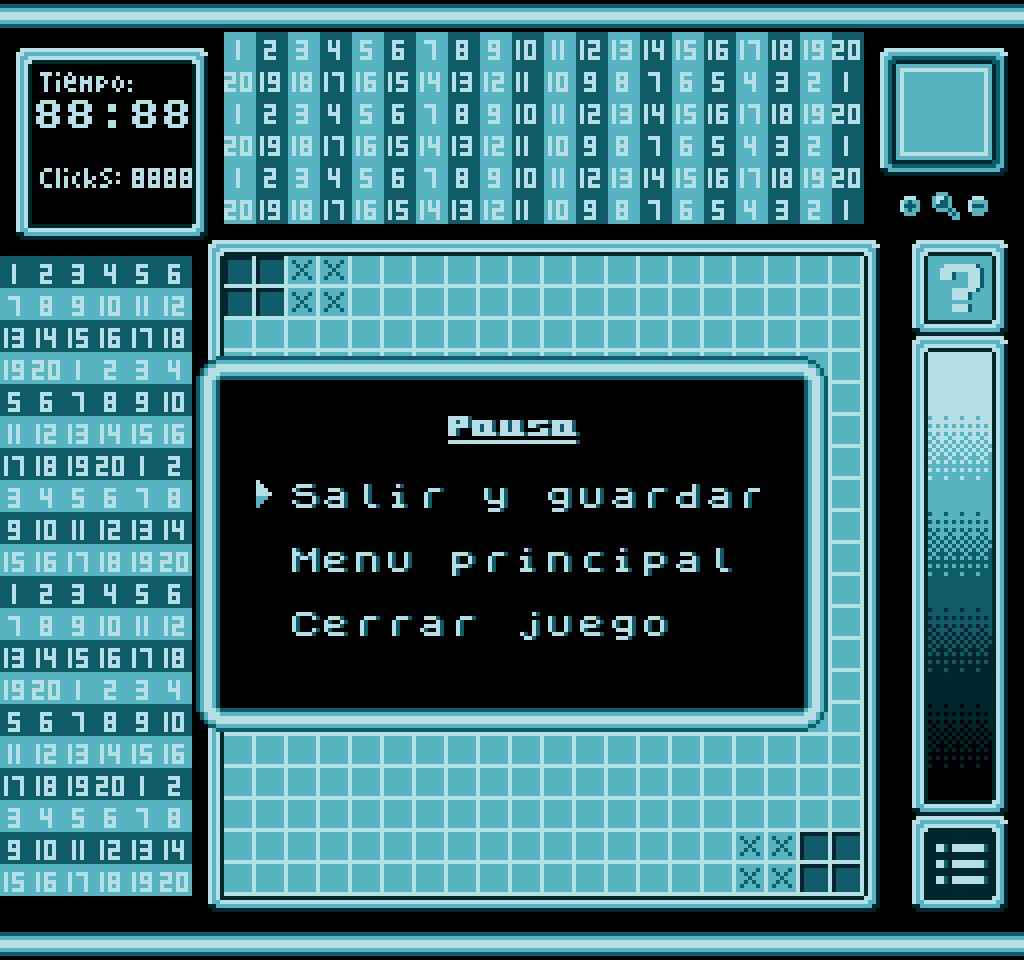 Tiempo:
88:88
Clicks: 8888
1 2 3 4 5 6 7 8 9 10 11 12 13 14 15 16 17 18 19 20
20 19 18 17 16 15 14 13 12 11 10 9 8 7 6 5 4 3 2 1
1 2 3 4 5 6 7 8 9 10 11 12 13 14 15 16 17 18 19 20
20 19 18 17 16 15 14 13 12 11 10 9 8 7 6 5 4 3 2 1
1 2 3 4 5 6 7 8 9 10 11 12 13 14 15 16 17 18 19 20
20 19 18 17 16 15 14 13 12 11 10 9 8 7 6 5 4 3 2 1
?
1 2 3 4 5 6
7 8 9 10 11 12
13 14 15 16 17 18
19 20 1 2 3 4
5 6 7 8 9 10
11 12 13 14 15 16
17 18 19 20 1 2
3 4 5 6 7 8
9 10 11 12 13 14
15 16 17 18 19 20
1 2 3 4 5 6
7 8 9 10 11 12
13 14 15 16 17 18
19 20 1 2 3 4
5 6 7 8 9 10
11 12 13 14 15 16
17 18 19 20 1 2
3 4 5 6 7 8
9 10 11 12 13 14
15 16 17 18 19 20
Pausa
Salir y guardar
Menu principal
Cerrar juego